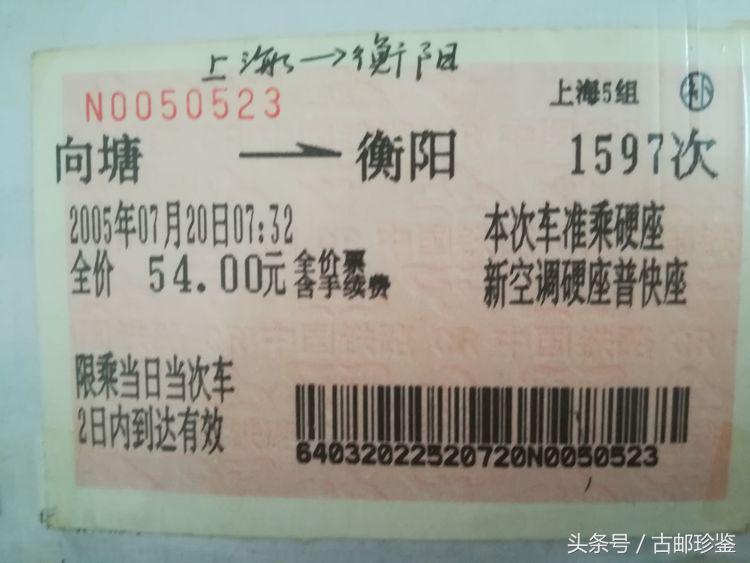 上海→衡阳
N0050523
上海5组 补
向塘 → 衡阳 1597次
2005年07月20日07:32 本次车准乘硬座
全价 54.00元 全价票 含手续费 新空调硬座普快座
限乘当日当次车
2日内到达有效
64032022520720N0050523
头条号/古邮珍鉴